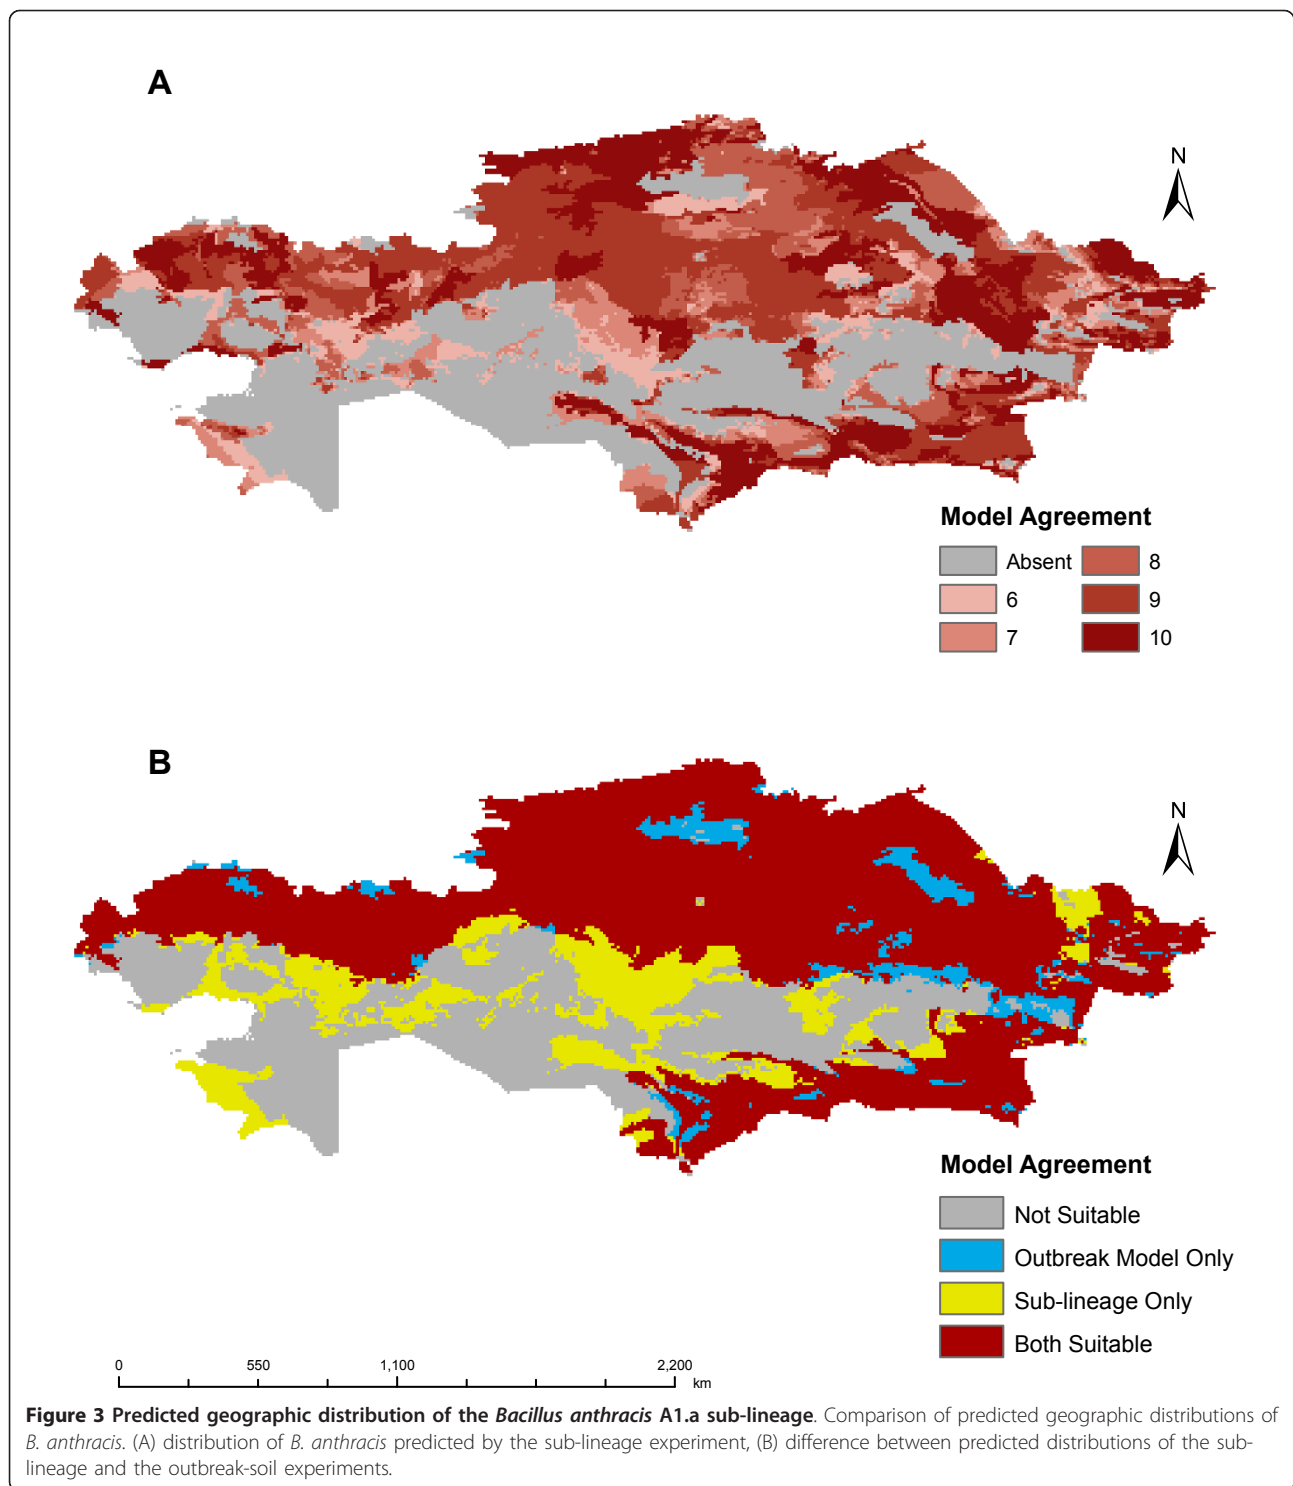 A
N
Model Agreement
Absent 8
6 9
7 10
B
N
Model Agreement
Not Suitable
Outbreak Model Only
Sub-lineage Only
Both Suitable
0 550 1,100 2,200
km
Figure 3 Predicted geographic distribution of the Bacillus anthracis A1.a sub-lineage. Comparison of predicted geographic distributions of
B. anthracis. (A) distribution of B. anthracis predicted by the sub-lineage experiment, (B) difference between predicted distributions of the sub-
lineage and the outbreak-soil experiments.